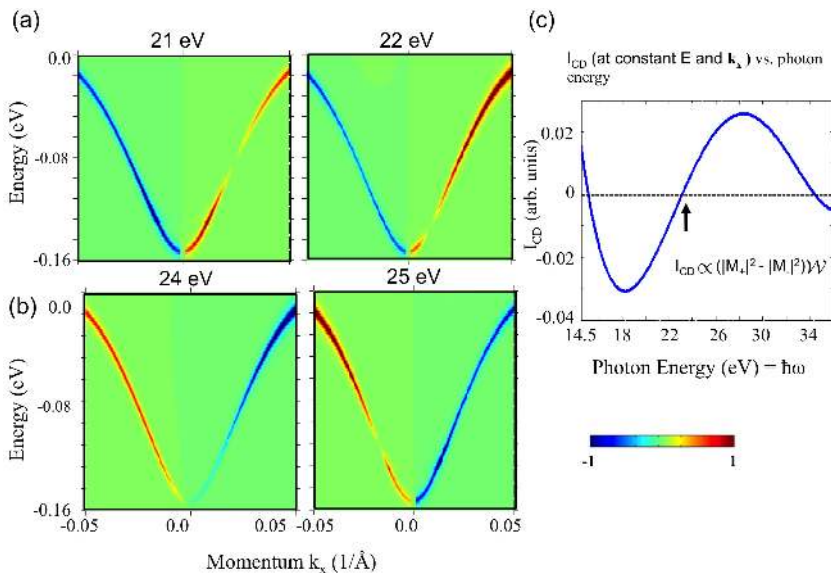 (a)
21 eV
22 eV
0.0
-0.08
-0.16
Energy (eV)
(b)
24 eV
25 eV
0.0
-0.08
-0.16
Energy (eV)
-0.05
0.0
0.05
-0.05
0.0
0.05
Momentum kₓ (1/Å)
(c)
I_CD (at constant E and kₓ) vs. photon
energy
0.02
0
-0.02
-0.04
I_CD (arb. units)
I_CD ∝ (|M₊|² - |M₋|²))𝒩
14.5
18
22
26
30
34
Photon Energy (eV) = ħω
-1
1